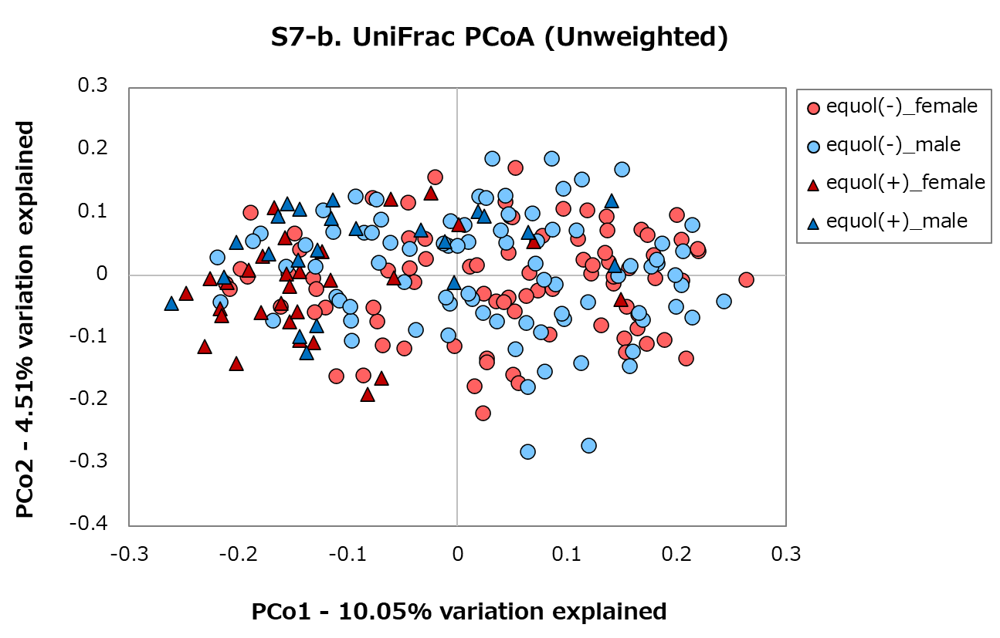 S7-b. UniFrac PCoA (Unweighted)
0.3
0.2
0.1
0
-0.1
-0.2
-0.3
-0.4
-0.3
-0.2
-0.1
0
0.1
0.2
0.3
PCo2 - 4.51% variation explained
PCo1 - 10.05% variation explained
equol(-)_female
equol(-)_male
equol(+)_female
equol(+)_male